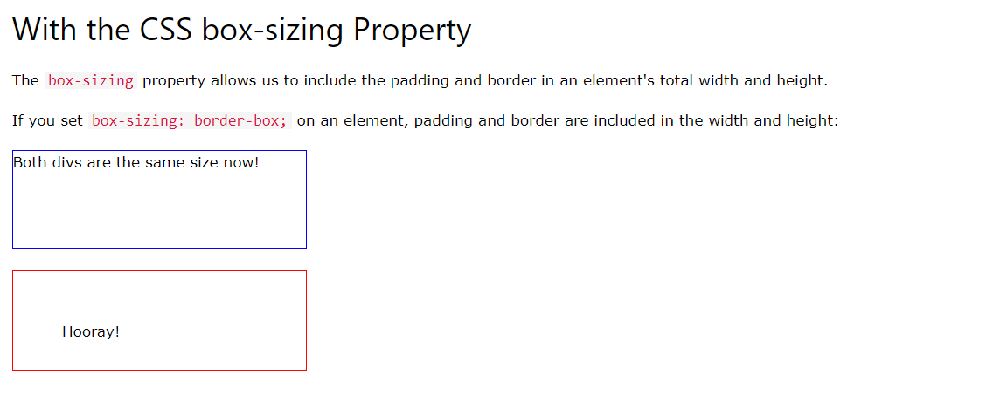 With the CSS box-sizing Property
The box-sizing property allows us to include the padding and border in an element's total width and height.
If you set box-sizing: border-box; on an element, padding and border are included in the width and height:
Both divs are the same size now!
Hooray!